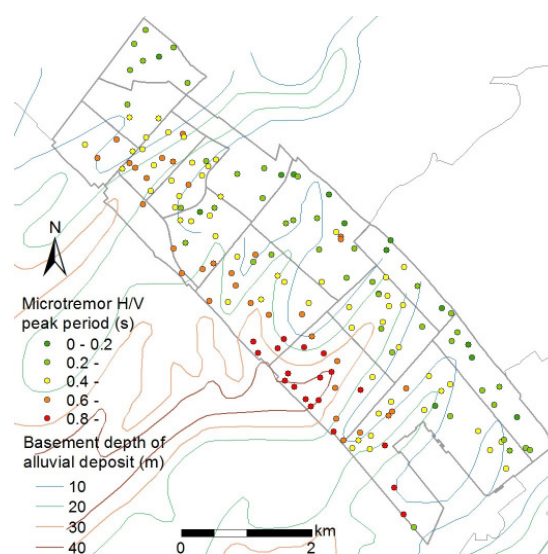 N
Microtremor H/V
peak period (s)
0 - 0.2
0.2 -
0.4 -
0.6 -
0.8 -
Basement depth of
alluvial deposit (m)
10
20
30
40
km
0
2